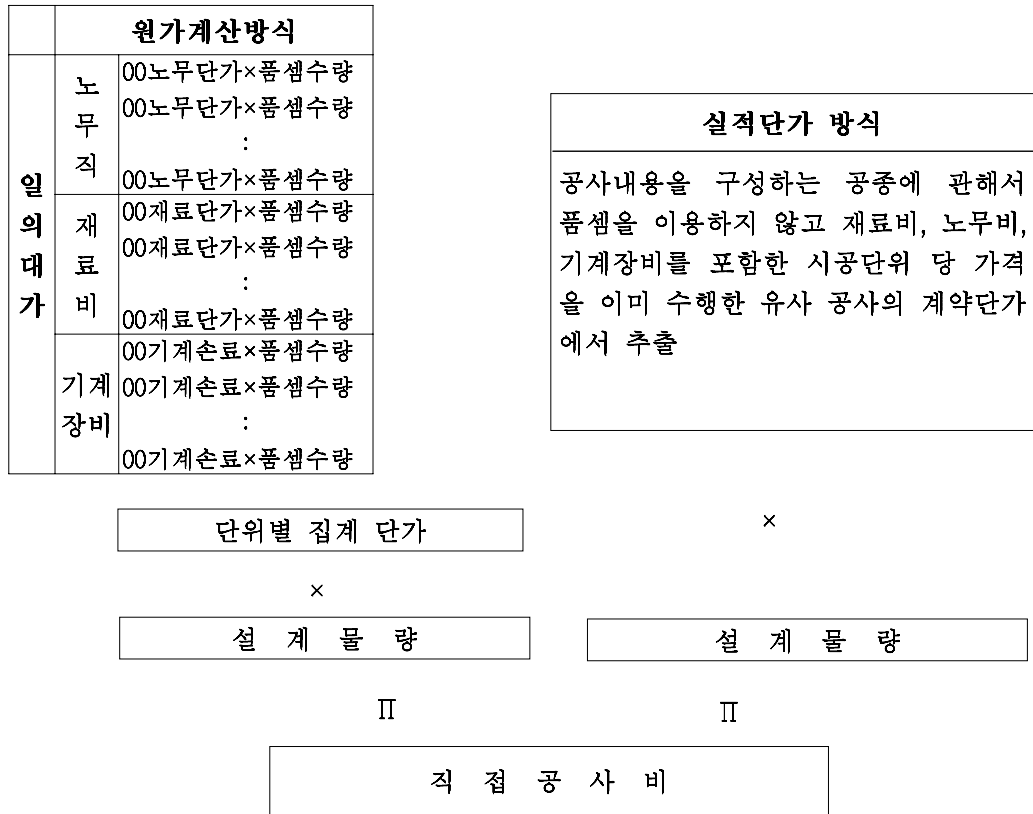 원가계산방식
일의대가
노무직
00노무단가×품셈수량
00노무단가×품셈수량
:
00노무단가×품셈수량
재료비
00재료단가×품셈수량
00재료단가×품셈수량
:
00재료단가×품셈수량
기계장비
00기계손료×품셈수량
00기계손료×품셈수량
:
00기계손료×품셈수량
실적단가 방식
공사내용을 구성하는 공종에 관해서
품셈을 이용하지 않고 재료비, 노무비,
기계장비를 포함한 시공단위 당 가격
을 이미 수행한 유사 공사의 계약단가
에서 추출
단위별 집계 단가
×
×
설 계 물 량
설 계 물 량
Ⅱ
Ⅱ
직 접 공 사 비